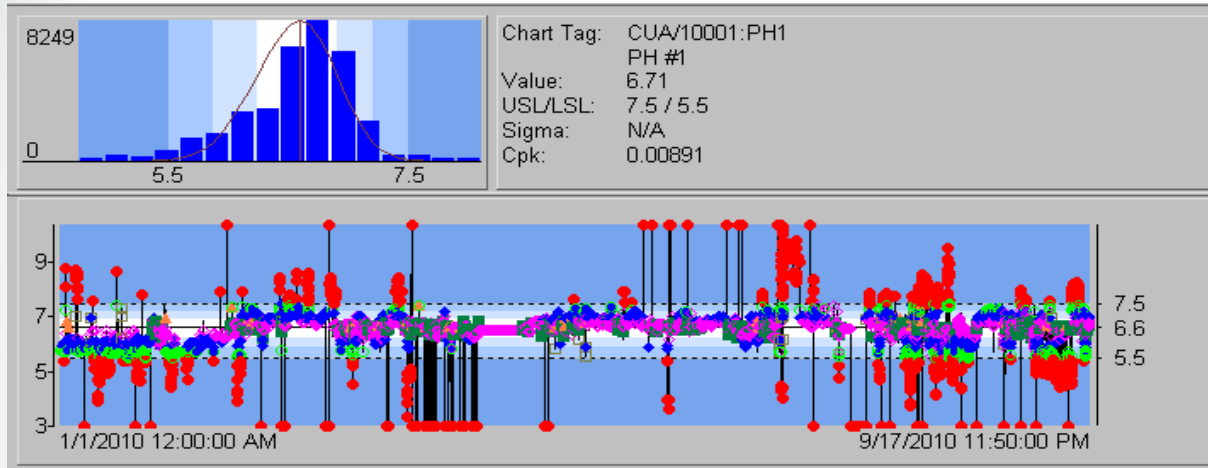 8249
0
5.5 7.5
Chart Tag: CUA/10001:PH1
PH #1
Value: 6.71
USL/LSL: 7.5 / 5.5
Sigma: N/A
Cpk: 0.00891
9
7
5
3
7.5
6.6
5.5
1/1/2010 12:00:00 AM 9/17/2010 11:50:00 PM